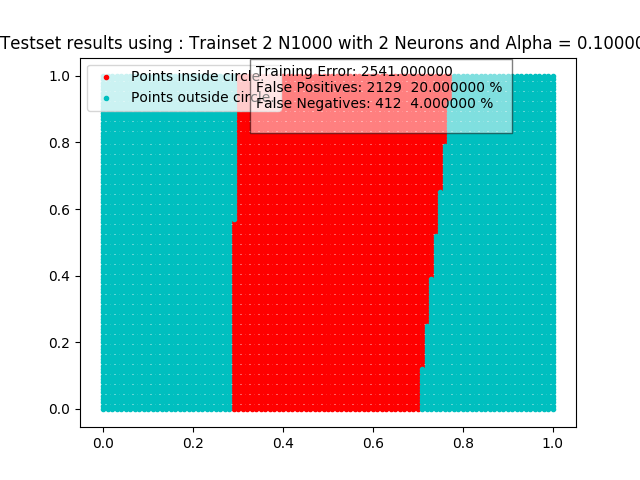 Testset results using : Trainset 2 N1000 with 2 Neurons and Alpha = 0.10000
Points inside circle
Points outside circle
Training Error: 2541.000000
False Positives: 2129 20.000000 %
False Negatives: 412 4.000000 %
1.0
0.8
0.6
0.4
0.2
0.0
0.0 0.2 0.4 0.6 0.8 1.0